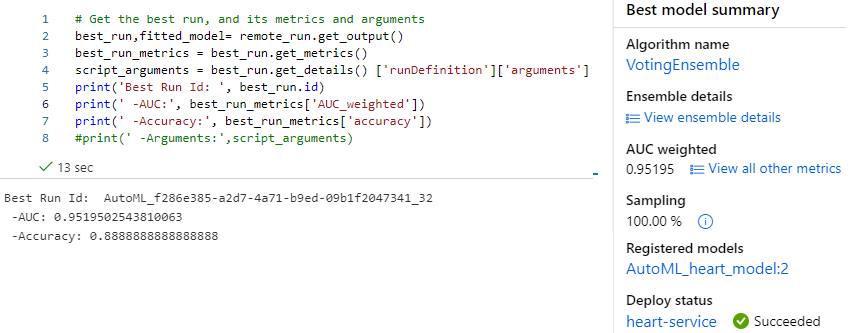 1 # Get the best run, and its metrics and arguments
2 best_run,fitted_model= remote_run.get_output()
3 best_run_metrics = best_run.get_metrics()
4 script_arguments = best_run.get_details() ['runDefinition']['arguments']
5 print('Best Run Id: ', best_run.id)
6 print(' -AUC:', best_run_metrics['AUC_weighted'])
7 print(' -Accuracy:', best_run_metrics['accuracy'])
8 #print(' -Arguments:',script_arguments)
13 sec
Best Run Id:  AutoML_f286e385-a2d7-4a71-b9ed-09b1f2047341_32
 -AUC: 0.9519502543810063
 -Accuracy: 0.8888888888888888
Best model summary
Algorithm name
VotingEnsemble
Ensemble details
View ensemble details
AUC weighted
0.95195 View all other metrics
Sampling
100.00 %
Registered models
AutoML_heart_model:2
Deploy status
heart-service Succeeded